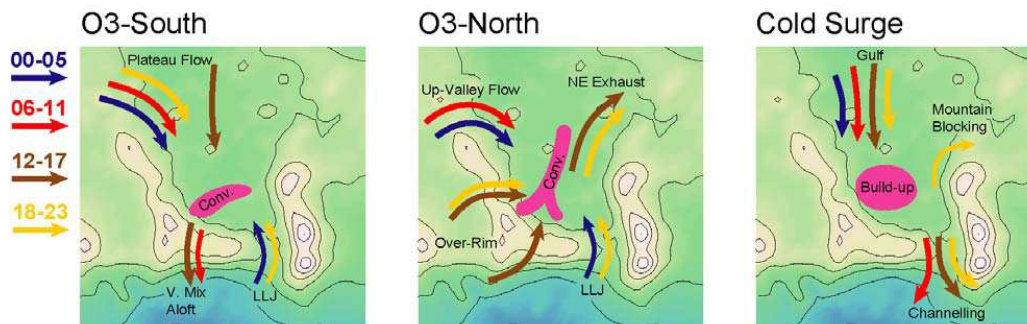 O3-South
O3-North
Cold Surge
00-05
06-11
12-17
18-23
Plateau Flow
Conv.
V. Mix
Aloft
LLJ
Up-Valley Flow
NE Exhaust
Conv.
Over-Rim
LLJ
Gulf
Mountain
Blocking
Build-up
Channelling